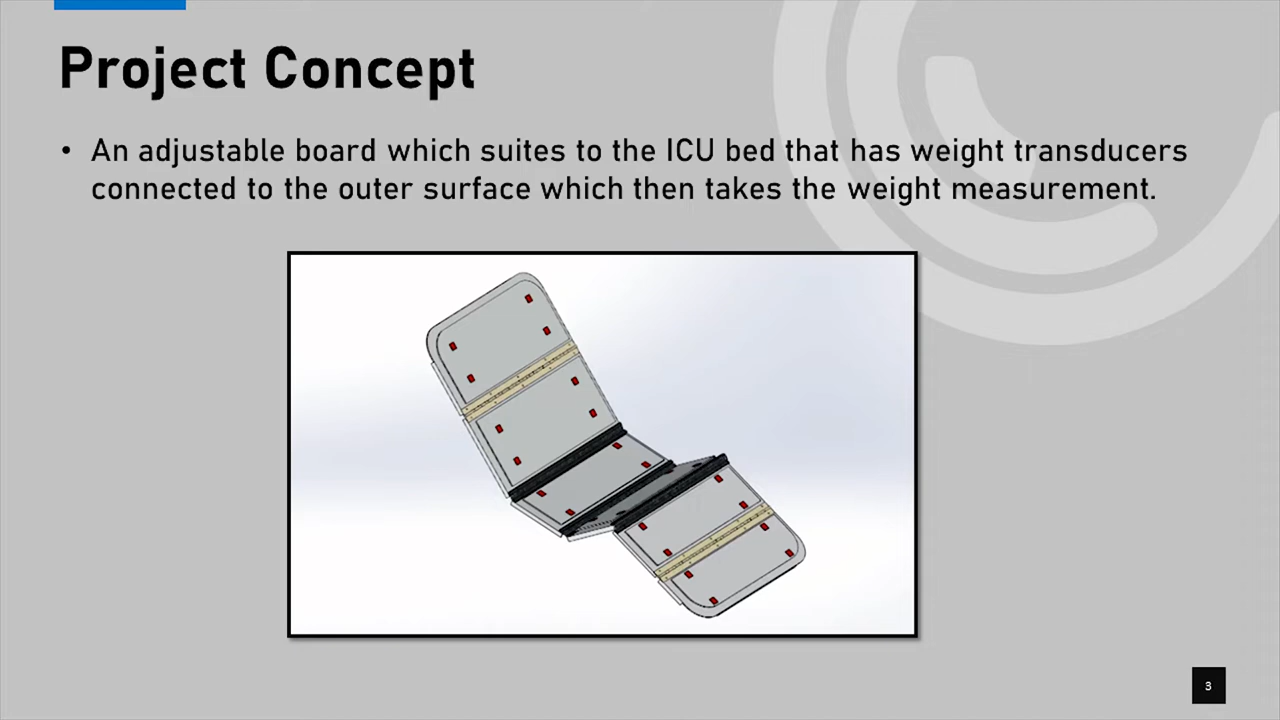 Project Concept
• An adjustable board which suites to the ICU bed that has weight transducers
connected to the outer surface which then takes the weight measurement.
3